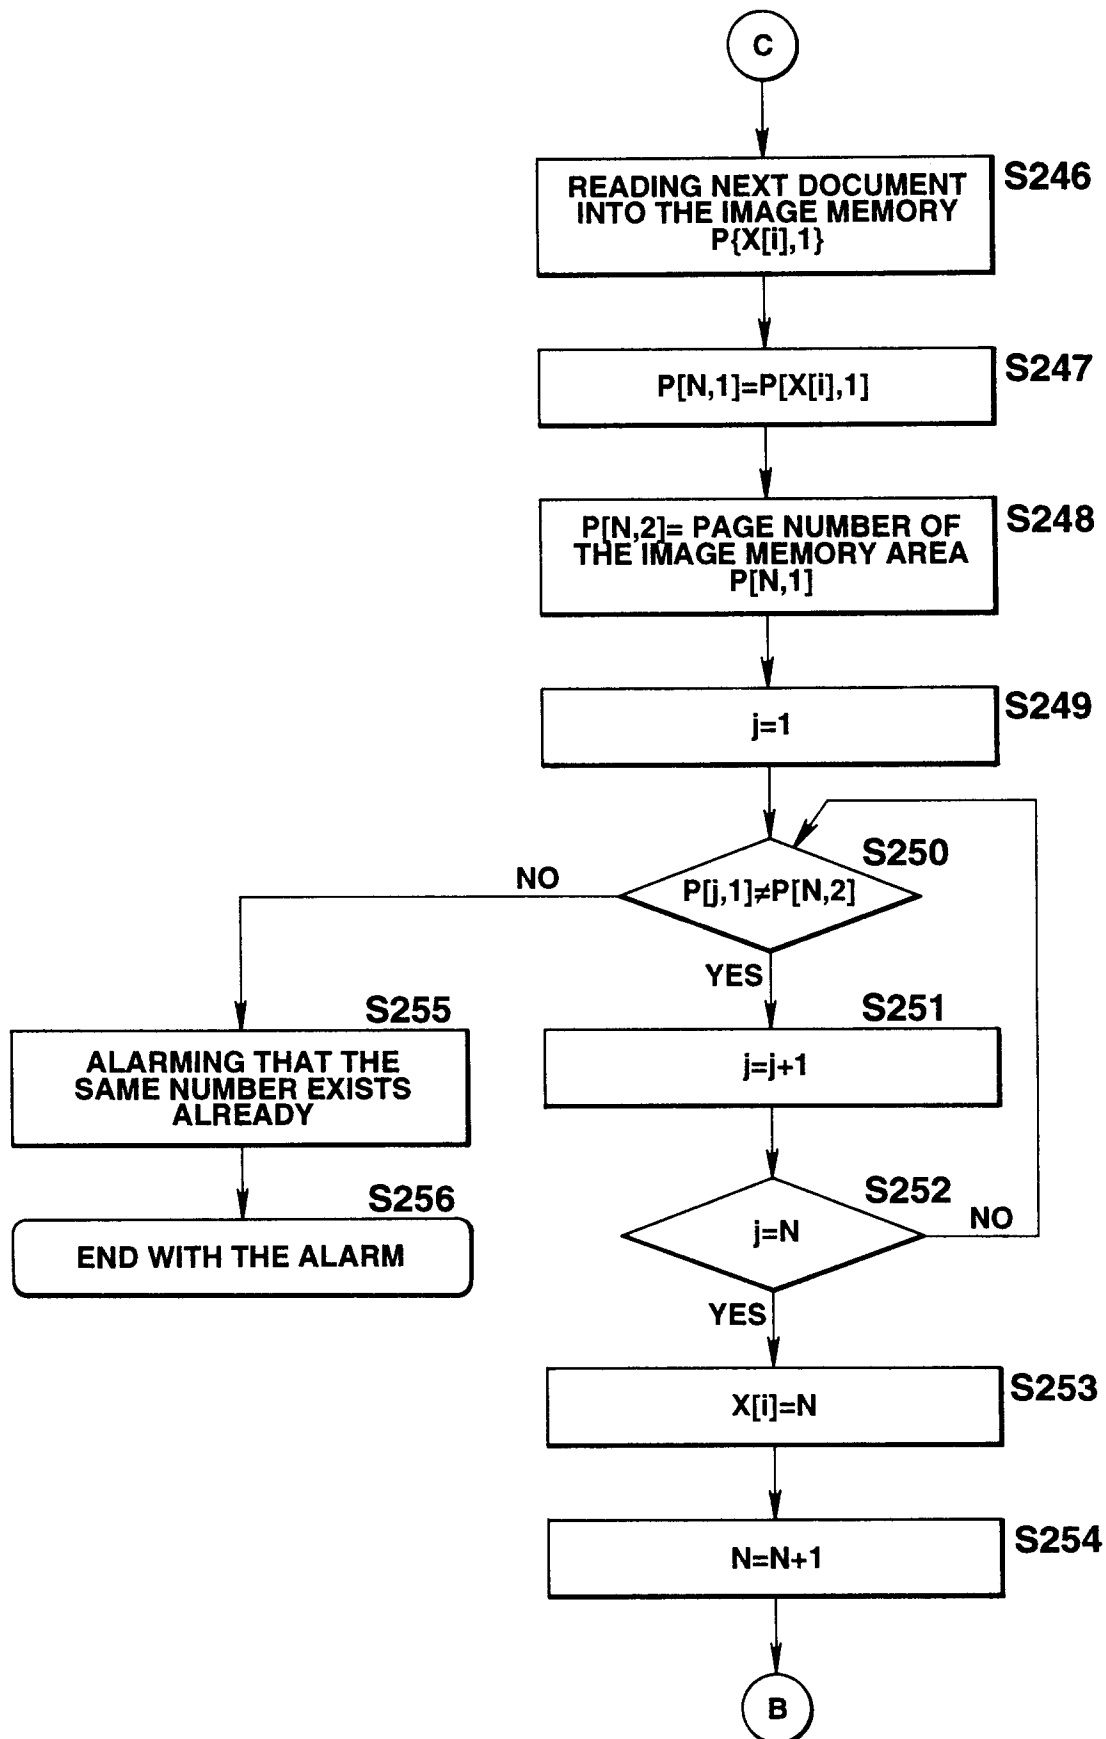 C
S246
READING NEXT DOCUMENT
INTO THE IMAGE MEMORY
P{X[i],1}
S247
P[N,1]=P[X[i],1]
S248
P[N,2]= PAGE NUMBER OF
THE IMAGE MEMORY AREA
P[N,1]
S249
j=1
S250
P[j,1]≠P[N,2]
NO
YES
S251
j=j+1
S255
ALARMING THAT THE
SAME NUMBER EXISTS
ALREADY
S252
j=N
NO
S256
END WITH THE ALARM
YES
S253
X[i]=N
S254
N=N+1
B